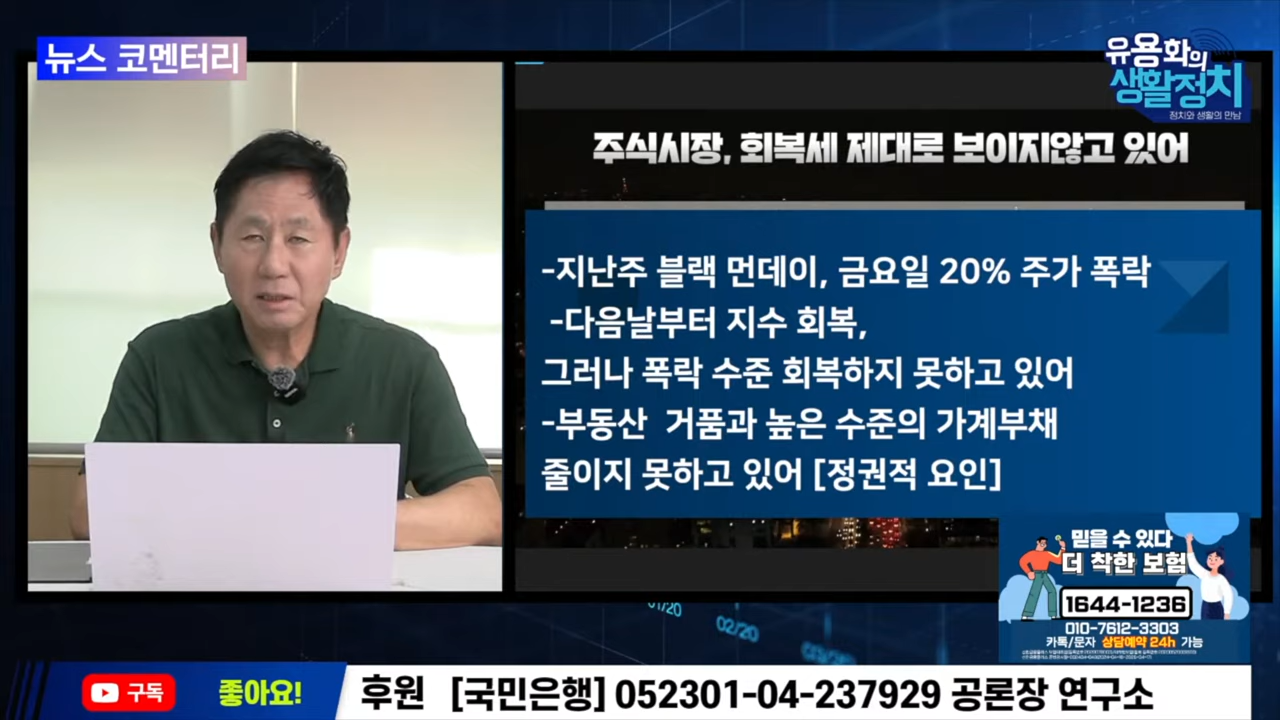 뉴스 코멘터리
유용화의
생활정치
정치와 생활의 만남
주식시장, 회복세 제대로 보이지않고 있어
-지난주 블랙 먼데이, 금요일 20% 주가 폭락
-다음날부터 지수 회복,
그러나 폭락 수준 회복하지 못하고 있어
-부동산 거품과 높은 수준의 가계부채
줄이지 못하고 있어 [정권적 요인]
믿을 수 있다
더 착한 보험
1644-1236
010-7612-3303
카톡/문자 상담예약 24h 가능
01/20
02/20
구독
좋아요!
후원 [국민은행] 052301-04-237929 공론장 연구소